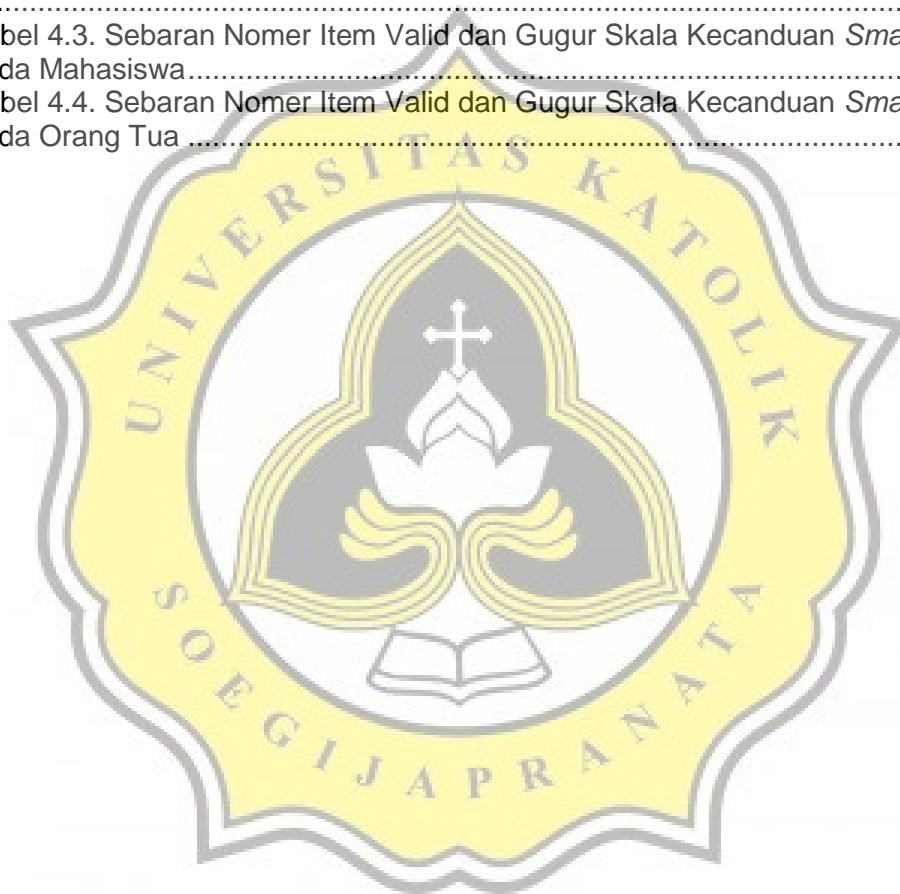 bel 4.3. Sebaran Nomer Item Valid dan Gugur Skala Kecanduan Sma
da Mahasiswa..........................................................................................
bel 4.4. Sebaran Nomer Item Valid dan Gugur Skala Kecanduan Sma
da Orang Tua ..........................................................................................
UNIVERSITAS KATOLIK
SOEGIJAPRANATA